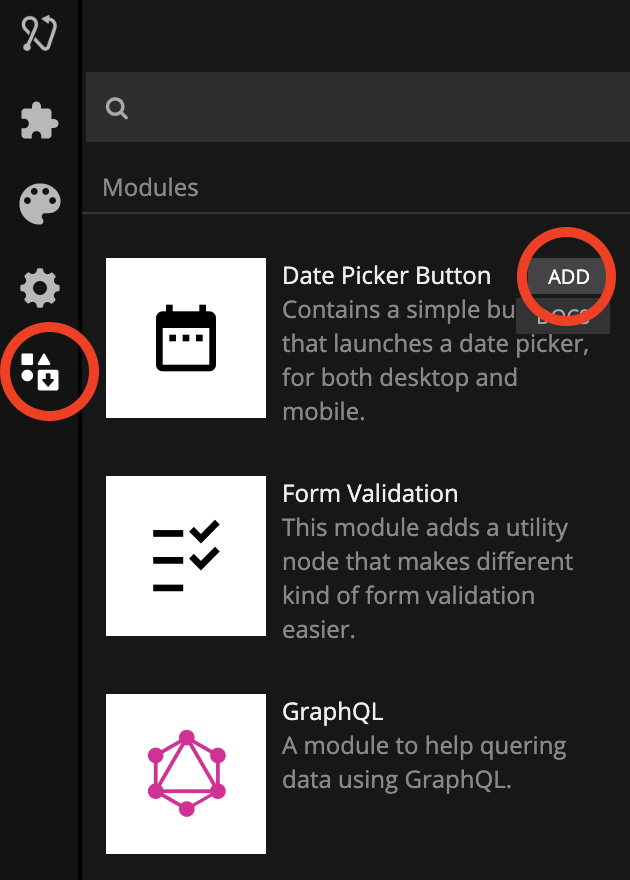 Modules
Date Picker Button
ADD
Contains a simple bu
DOCS
that launches a date picker,
for both desktop and
mobile.
Form Validation
This module adds a utility
node that makes different
kind of form validation
easier.
GraphQL
A module to help quering
data using GraphQL.